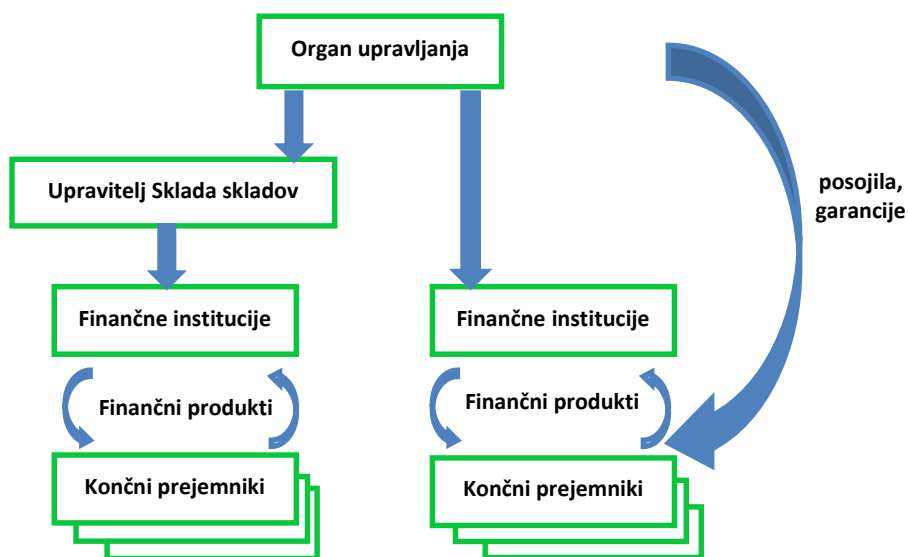 Organ upravljanja
Upravitelj Sklada skladov
posojila,
garancije
Finančne institucije
Finančne institucije
Finančni produkti
Finančni produkti
Končni prejemniki
Končni prejemniki